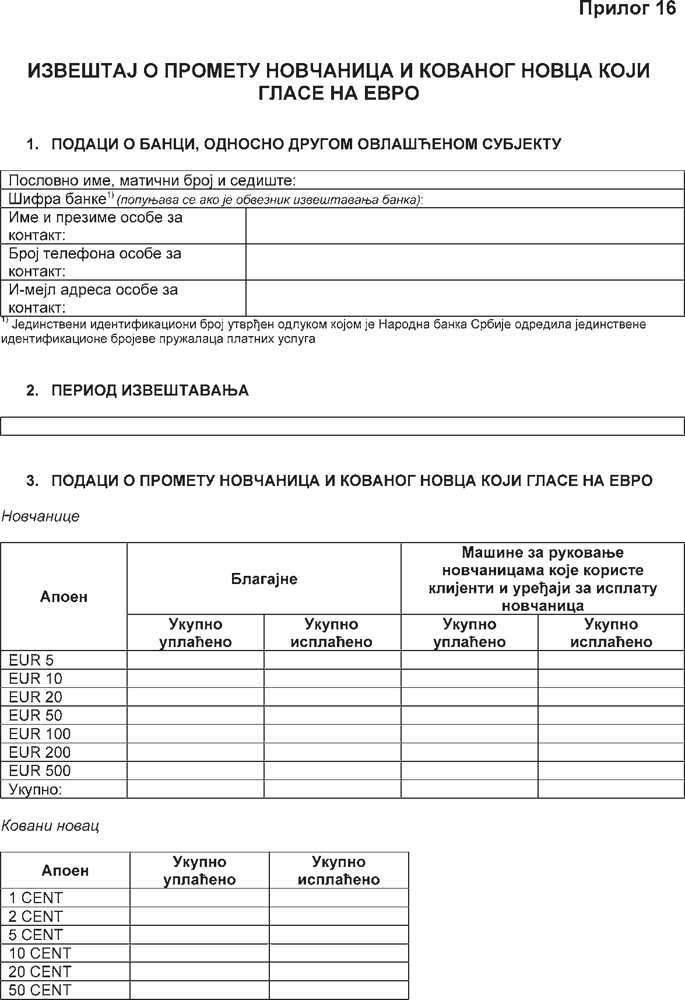 Прилог 16
ИЗВЕШТАЈ О ПРОМЕТУ НОВЧАНИЦА И КОВАНОГ НОВЦА КОЈИ
ГЛАСЕ НА ЕВРО
1. ПОДАЦИ О БАНЦИ, ОДНОСНО ДРУГОМ ОВЛАШЋЕНОМ СУБЈЕКТУ
Пословно име, матични број и седиште:
Шифра банке1) (попуњава се ако је обвезник извештавања банка):
Име и презиме особе за
контакт:
Број телефона особе за
контакт:
И-мејл адреса особе за
контакт:
1) Јединствени идентификациони број утврђен одлуком којом је Народна банка Србије одредила јединствене
идентификационе бројеве пружалаца платних услуга
2. ПЕРИОД ИЗВЕШТАВАЊА
3. ПОДАЦИ О ПРОМЕТУ НОВЧАНИЦА И КОВАНОГ НОВЦА КОЈИ ГЛАСЕ НА ЕВРО
Новчанице
Апоен
Благајне
Машине за руковање
новчаницама које користе
клијенти и уређаји за исплату
новчаница
Укупно
уплаћено
Укупно
исплаћено
Укупно
уплаћено
Укупно
исплаћено
EUR 5
EUR 10
EUR 20
EUR 50
EUR 100
EUR 200
EUR 500
Укупно:
Ковани новац
Апоен
Укупно
уплаћено
Укупно
исплаћено
1 CENT
2 CENT
5 CENT
10 CENT
20 CENT
50 CENT